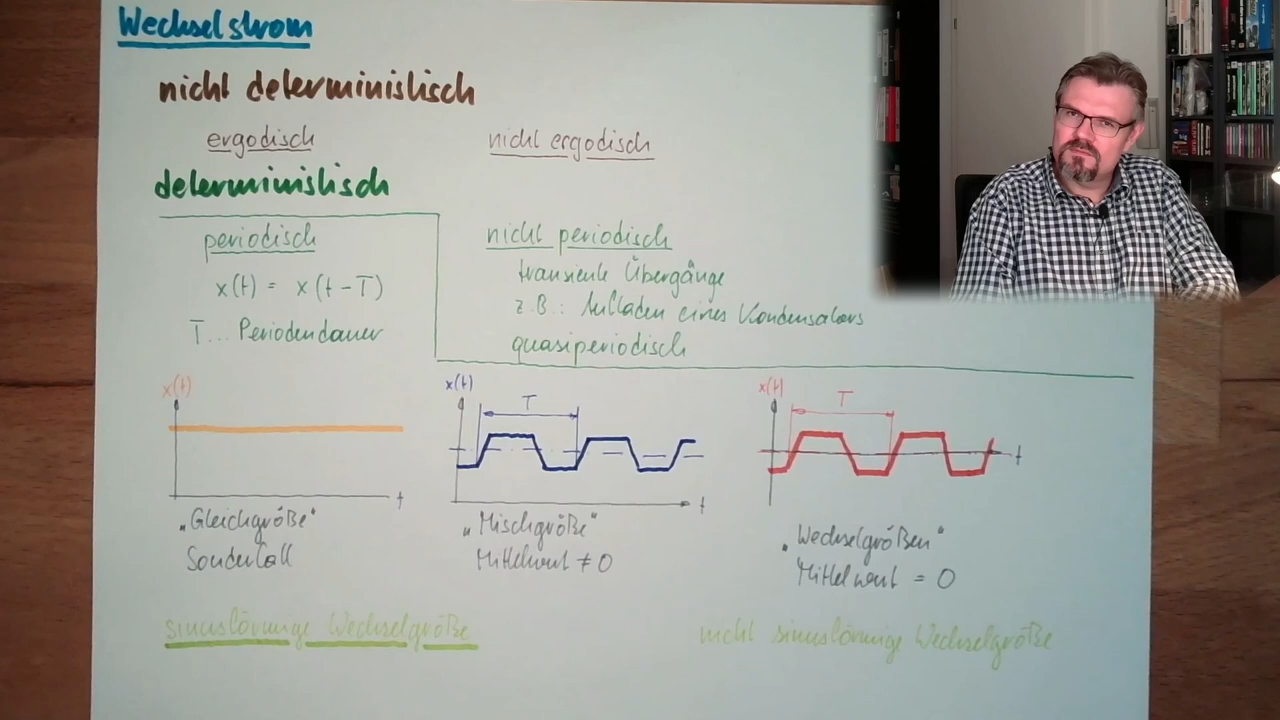 Wechselstrom
nicht deterministisch
ergodisch
nicht ergodisch
deterministisch
periodisch
x(t) = x(t-T)
T... Periodendauer
nicht periodisch
transiente Übergänge
z.B.: Aufladen eines Kondensators
quasiperiodisch
x(t)
t
"Gleichgröße"
Sonderfall
x(t)
T
t
"Mischgröße"
Mittelwert ≠ 0
x(t)
T
t
"Wechselgrößen"
Mittelwert = 0
sinusförmige Wechselgröße
nicht sinusförmige Wechselgröße